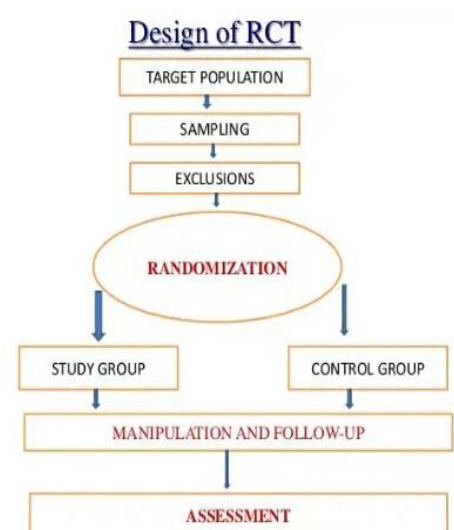 Design of RCT
TARGET POPULATION
SAMPLING
EXCLUSIONS
RANDOMIZATION
STUDY GROUP
CONTROL GROUP
MANIPULATION AND FOLLOW-UP
ASSESSMENT